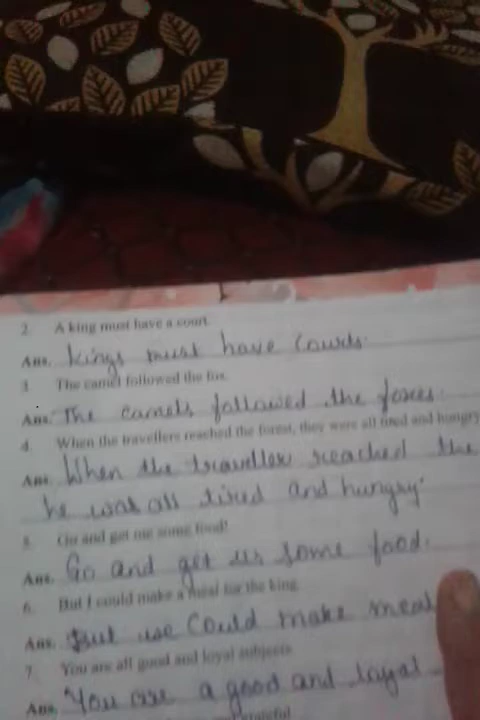 2. A king must have a court.
Ans. Kings must have courts.
3. The camel followed the fox.
Ans. The camels followed the foxes.
4. When the travellers reached the forest, they were all tired and hungry
Ans. When the traveller reached the
he was all tired and hungry.
5. Go and get me some food!
Ans. Go and get us some food.
6. But I could make a meal for the king.
Ans. But we could make meal
7. You are all good and loyal subjects.
Ans. You are a good and loyal